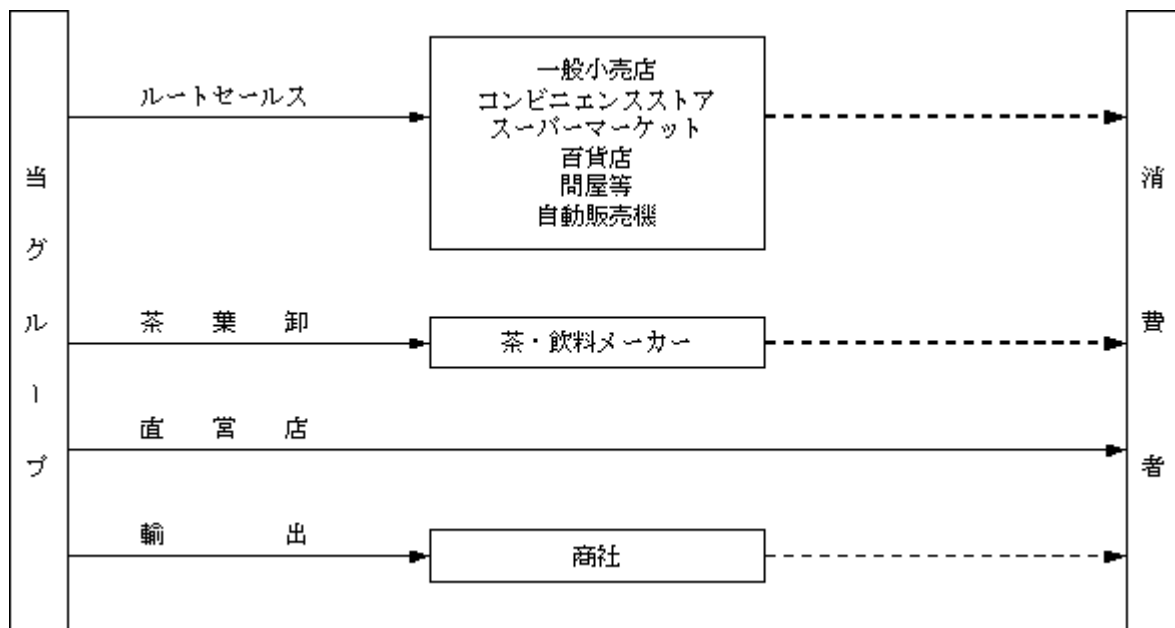 当グループ
ルートセールス
一般小売店
コンビニエンスストア
スーパーマーケット
百貨店
問屋等
自動販売機
茶葉卸
茶・飲料メーカー
直営店
輸出
商社
消費者